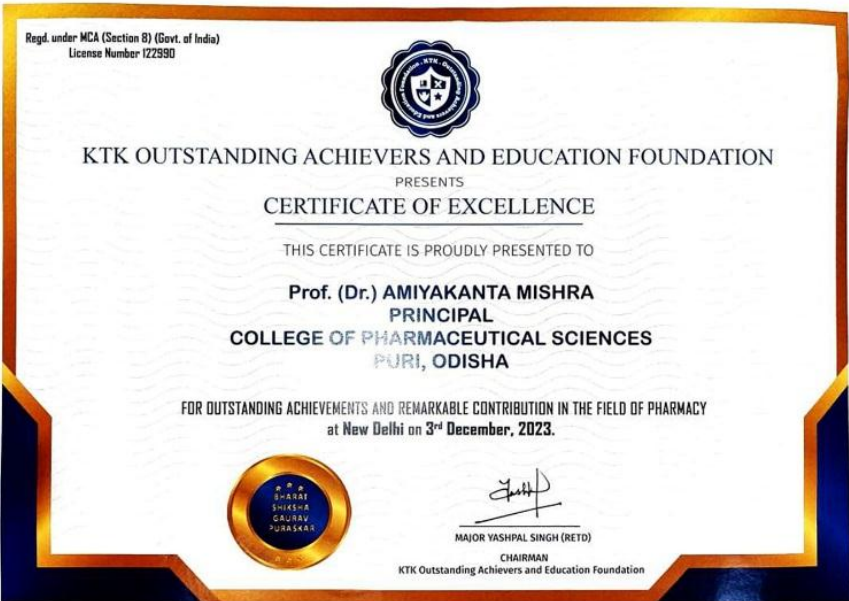 Regd. under MCA (Section 8) (Govt. of India)
License Number 122990
KTK OUTSTANDING ACHIEVERS AND EDUCATION FOUNDATION
PRESENTS
CERTIFICATE OF EXCELLENCE
THIS CERTIFICATE IS PROUDLY PRESENTED TO
Prof. (Dr.) AMIYAKANTA MISHRA
PRINCIPAL
COLLEGE OF PHARMACEUTICAL SCIENCES
PURI, ODISHA
FOR OUTSTANDING ACHIEVEMENTS AND REMARKABLE CONTRIBUTION IN THE FIELD OF PHARMACY
at New Delhi on 3rd December, 2023.
BHARAT
SHIKSHA
GAURAV
PURASKAR
MAJOR YASHPAL SINGH (RETD)
CHAIRMAN
KTK Outstanding Achievers and Education Foundation